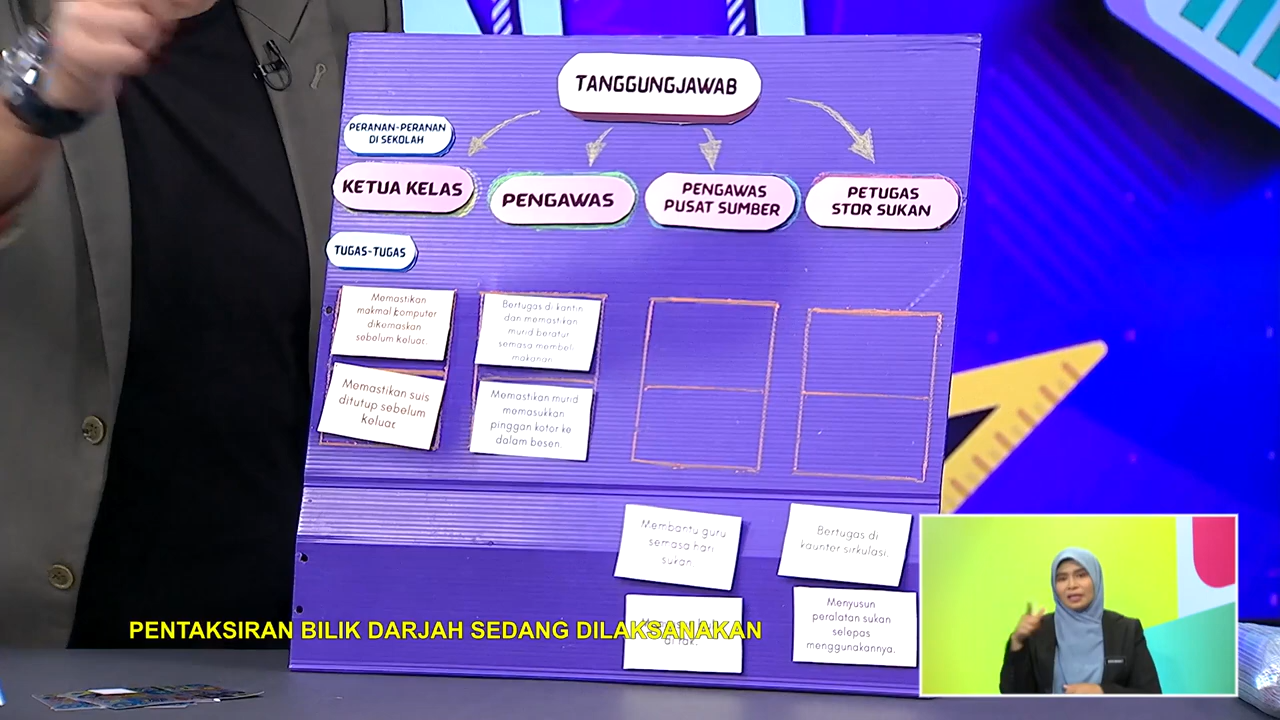 TANGGUNGJAWAB
PERANAN-PERANAN
DI SEKOLAH
KETUA KELAS
PENGAWAS
PENGAWAS
PUSAT SUMBER
PETUGAS
STOR SUKAN
TUGAS-TUGAS
Memastikan
makmal komputer
dikemaskan
sebelum keluar.
Bertugas di kantin
dan memastikan
murid beratur
semasa membeli
makanan.
Memastikan suis
ditutup sebelum
keluar.
Memastikan murid
memasukkan
pinggan kotor ke
dalam besen.
Membantu guru
semasa hari
sukan.
Bertugas di
kaunter sirkulasi.
di rak.
Menyusun
peralatan sukan
selepas
menggunakannya.
PENTAKSIRAN BILIK DARJAH SEDANG DILAKSANAKAN